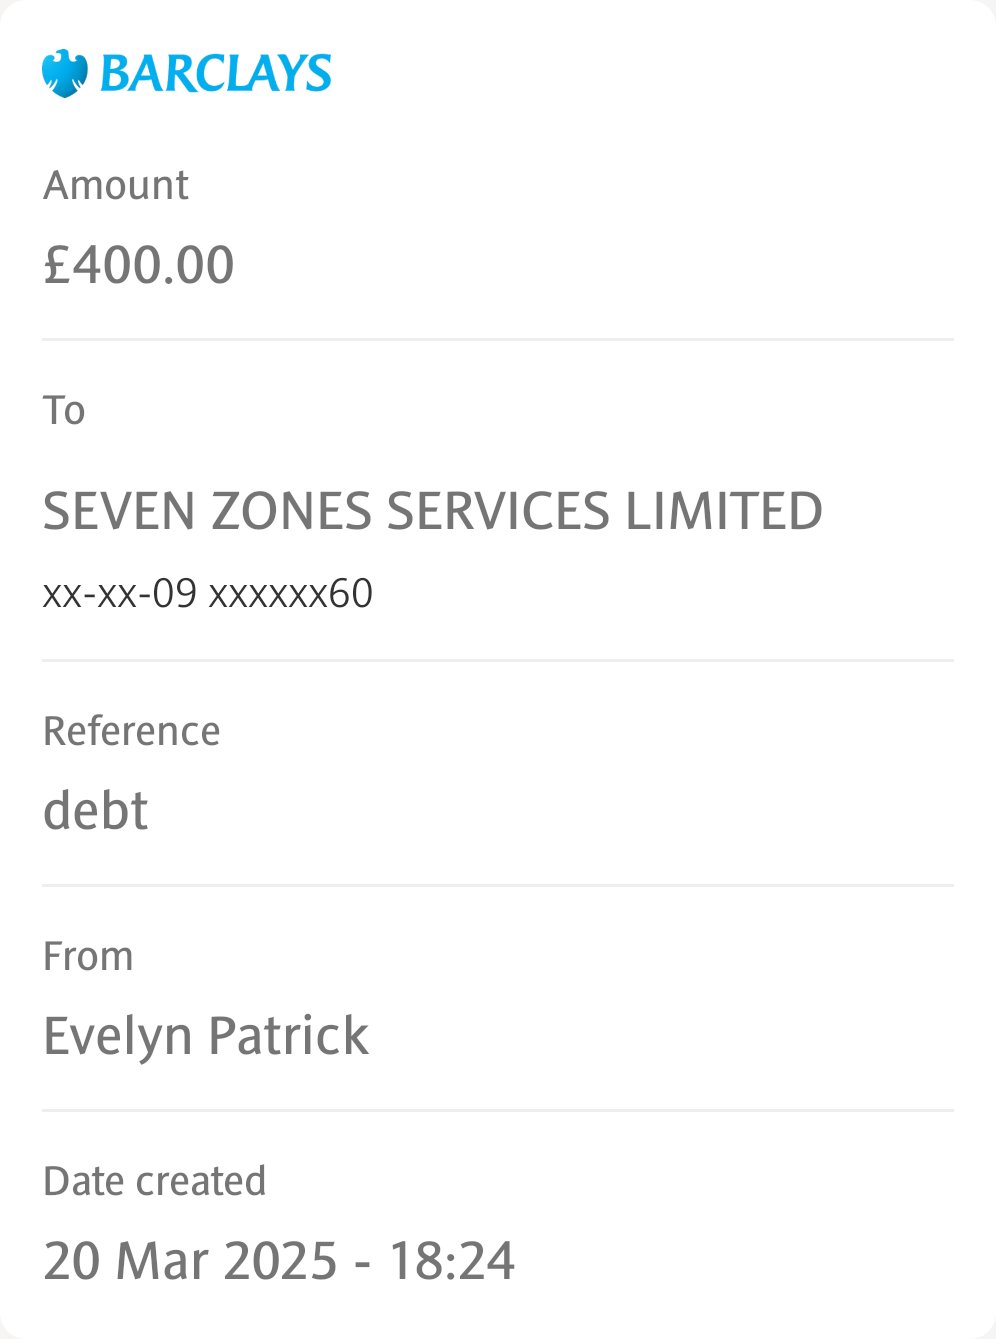 BARCLAYS
Amount
£400.00
To
SEVEN ZONES SERVICES LIMITED
xx-xx-09 xxxxxx60
Reference
debt
From
Evelyn Patrick
Date created
20 Mar 2025 - 18:24